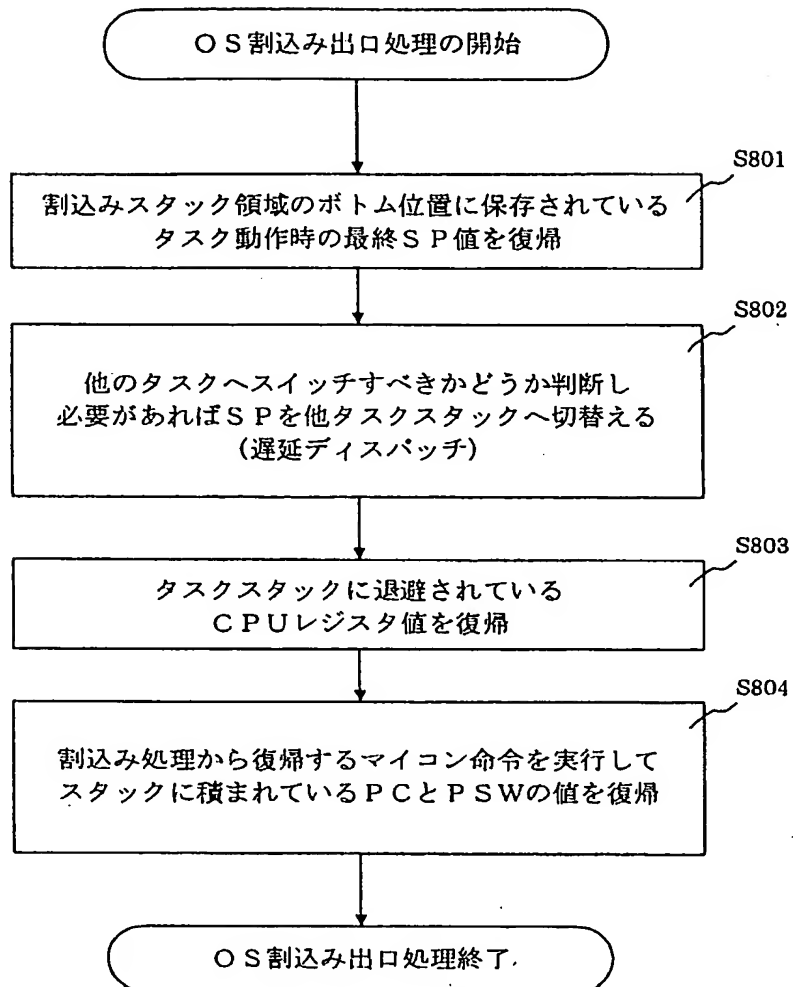 OS割込み出口処理の開始
S801
割込みスタック領域のボトム位置に保存されている
タスク動作時の最終SP値を復帰
S802
他のタスクへスイッチすべきかどうか判断し
必要があればSPを他タスクスタックへ切替える
(遅延ディスパッチ)
S803
タスクスタックに退避されている
CPUレジスタ値を復帰
S804
割込み処理から復帰するマイコン命令を実行して
スタックに積まれているPCとPSWの値を復帰
OS割込み出口処理終了